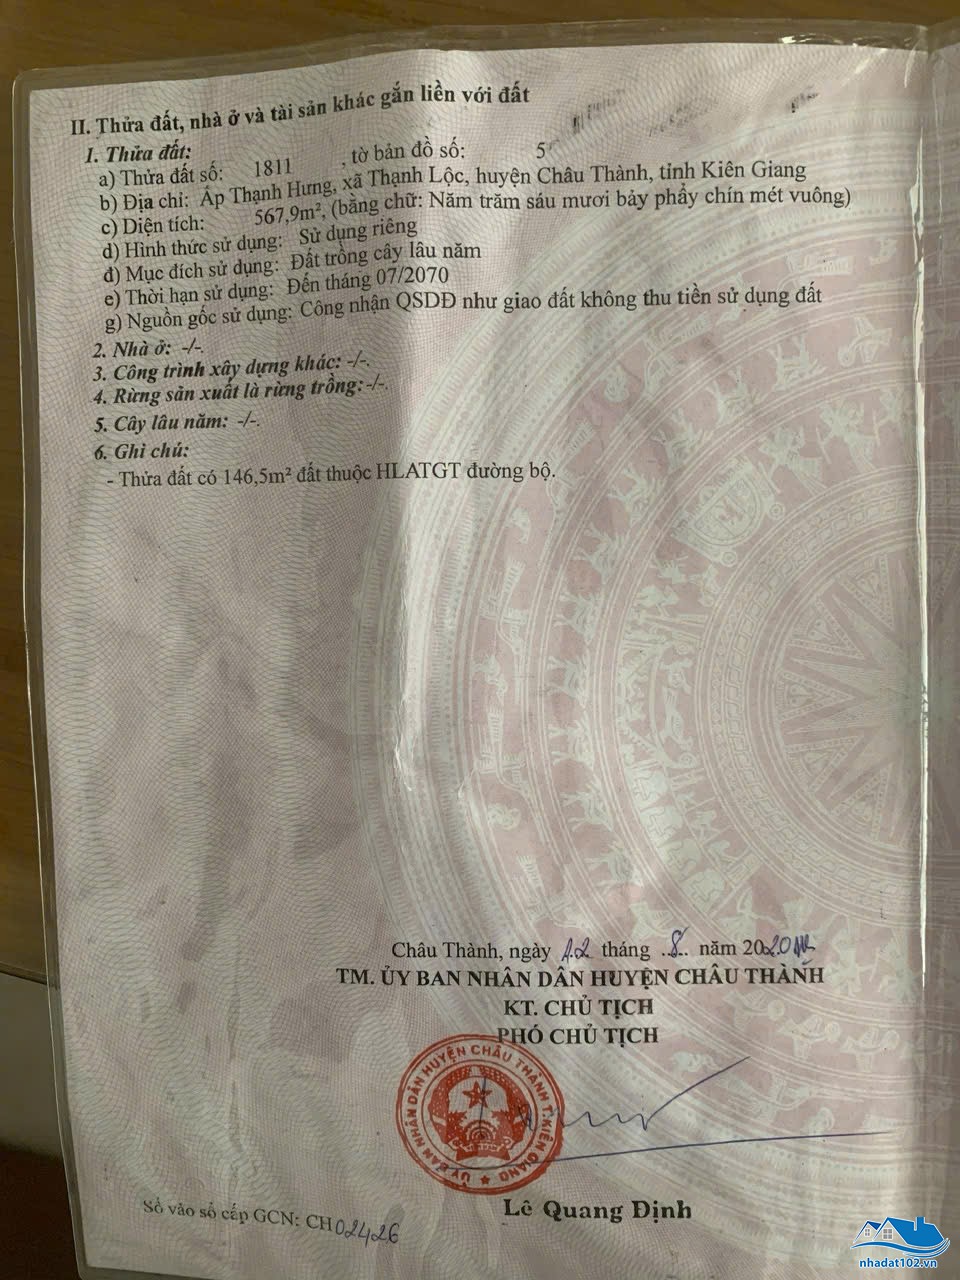 II. Thửa đất, nhà ở và tài sản khác gắn liền với đất
1. Thửa đất:
a) Thửa đất số: 1811 , tờ bản đồ số: 5
b) Địa chỉ: Ấp Thạnh Hưng, xã Thạnh Lộc, huyện Châu Thành, tỉnh Kiên Giang
c) Diện tích: 567,9m², (bằng chữ: Năm trăm sáu mươi bảy phẩy chín mét vuông)
d) Hình thức sử dụng: Sử dụng riêng
đ) Mục đích sử dụng: Đất trồng cây lâu năm
e) Thời hạn sử dụng: Đến tháng 07/2070
g) Nguồn gốc sử dụng: Công nhận QSDĐ như giao đất không thu tiền sử dụng đất
2. Nhà ở: -/-.
3. Công trình xây dựng khác: -/-.
4. Rừng sản xuất là rừng trồng: -/-.
5. Cây lâu năm: -/-.
6. Ghi chú:
- Thửa đất có 146,5m² đất thuộc HLATGT đường bộ.
Châu Thành, ngày 12 tháng 8 năm 2020
TM. ỦY BAN NHÂN DÂN HUYỆN CHÂU THÀNH
KT. CHỦ TỊCH
PHÓ CHỦ TỊCH
ỦY BAN NHÂN DÂN HUYỆN CHÂU THÀNH T. KIÊN GIANG
Lê Quang Định
Số vào sổ cấp GCN: CH 02426
nhadat102.vn